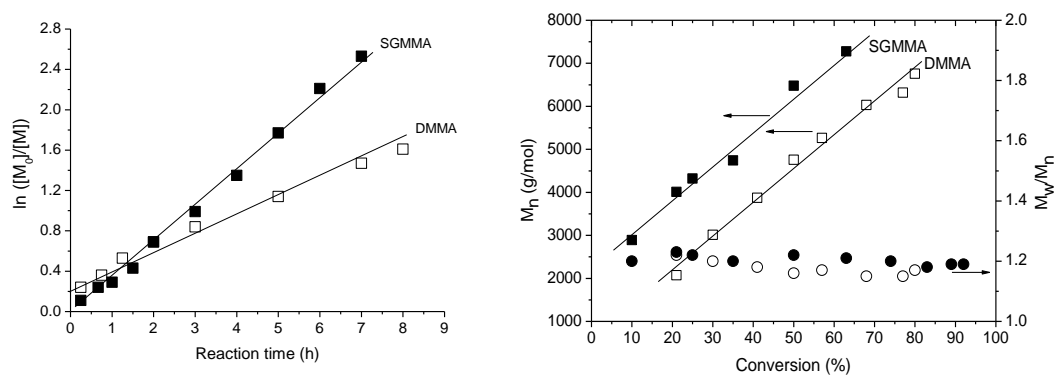 2.8
2.4
2.0
1.6
1.2
0.8
0.4
0.0
ln ([M₀]/[M])
SGMMA
DMMA
0 1 2 3 4 5 6 7 8 9
Reaction time (h)
8000
7000
6000
5000
4000
3000
2000
1000
Mn (g/mol)
SGMMA
DMMA
2.0
1.8
1.6
1.4
1.2
1.0
Mw/Mn
0 10 20 30 40 50 60 70 80 90 100
Conversion (%)